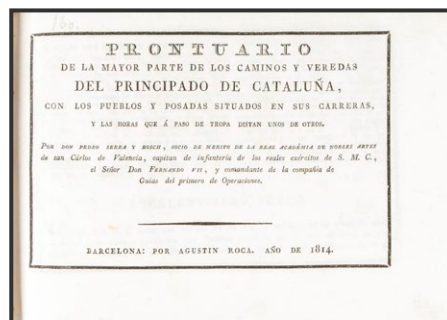 PRONTUARIO
DE LA MAYOR PARTE DE LOS CAMINOS Y VEREDAS
DEL PRINCIPADO DE CATALUÑA,
CON LOS PUEBLOS Y POSADAS SITUADOS EN SUS CARRERAS,
Y LAS HORAS QUE Á PASO DE TROPA DISTAN UNOS DE OTROS.
POR DON PEDRO SERRA Y BOSCH, SOCIO DE MERITO DE LA REAL ACADÉMIA DE NOBLES ARTES
de san Cárlos de Valencia, capitan de infantería de los reales exércitos de S. M. C.,
el Señor DON FERNANDO VII, y comandante de la compañia de
Guias del primero de Operaciones.
BARCELONA: POR AGUSTIN ROCA. AÑO DE 1814.